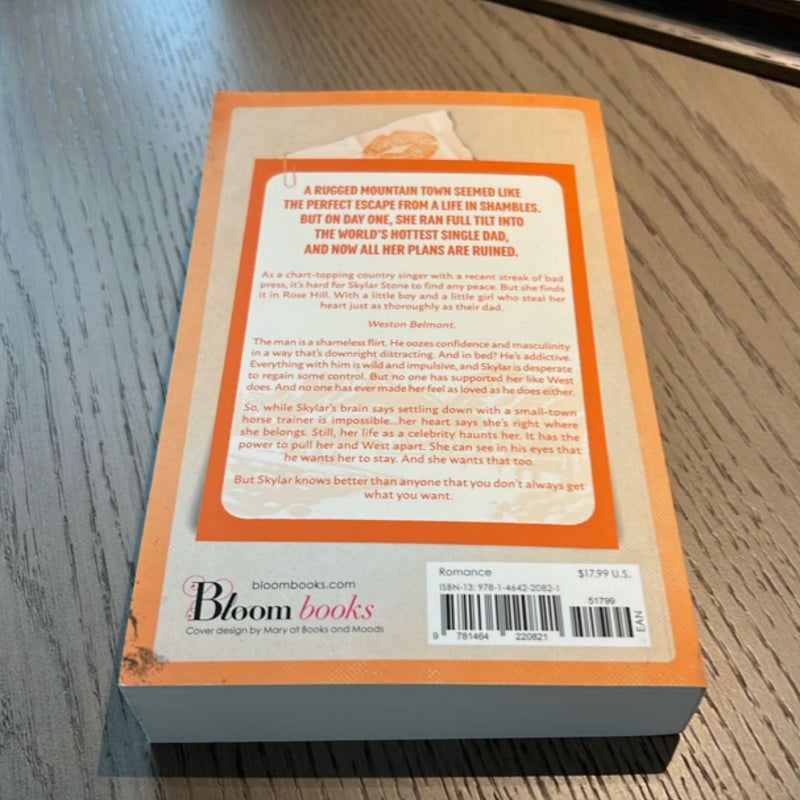 A RUGGED MOUNTAIN TOWN SEEMED LIKE
THE PERFECT ESCAPE FROM A LIFE IN SHAMBLES.
BUT ON DAY ONE, SHE RAN FULL TILT INTO
THE WORLD'S HOTTEST SINGLE DAD,
AND NOW ALL HER PLANS ARE RUINED.
As a chart-topping country singer with a recent streak of bad
press, it's hard for Skylar Stone to find any peace. But she finds
it in Rose Hill. With a little boy and a little girl who steal her
heart just as thoroughly as their dad.
Weston Belmont.
The man is a shameless flirt. He oozes confidence and masculinity
in a way that's downright distracting. And in bed? He's addictive.
Everything with him is wild and impulsive, and Skylar is desperate
to regain some control. But no one has supported her like West
does. And no one has ever made her feel as loved as he does either.
So, while Skylar's brain says settling down with a small-town
horse trainer is impossible...her heart says she's right where
she belongs. Still, her life as a celebrity haunts her. It has the
power to pull her and West apart. She can see in his eyes that
he wants her to stay. And she wants that too.
But Skylar knows better than anyone that you don't always get
what you want.
bloombooks.com
Bloom books
Cover design by Mary at Books and Moods
Romance $17.99 U.S.
ISBN-13: 978-1-4642-2082-1
51799
9 781464 220821
EAN